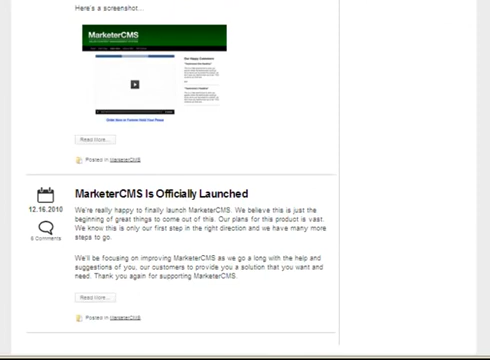 Here's a screenshot...
MarketerCMS
Read More...
Posted in MarketerCMS
MarketerCMS Is Officially Launched
12.16.2010
We're really happy to finally launch MarketerCMS. We believe this is just the
beginning of great things to come out of this. Our plans for this product is vast.
We know this is only our first step in the right direction and we have many more
steps to go.
6 Comments
We'll be focusing on improving MarketerCMS as we go a long with the help and
suggestions of you, our customers to provide you a solution that you want and
need. Thank you again for supporting MarketerCMS.
Read More...
Posted in MarketerCMS